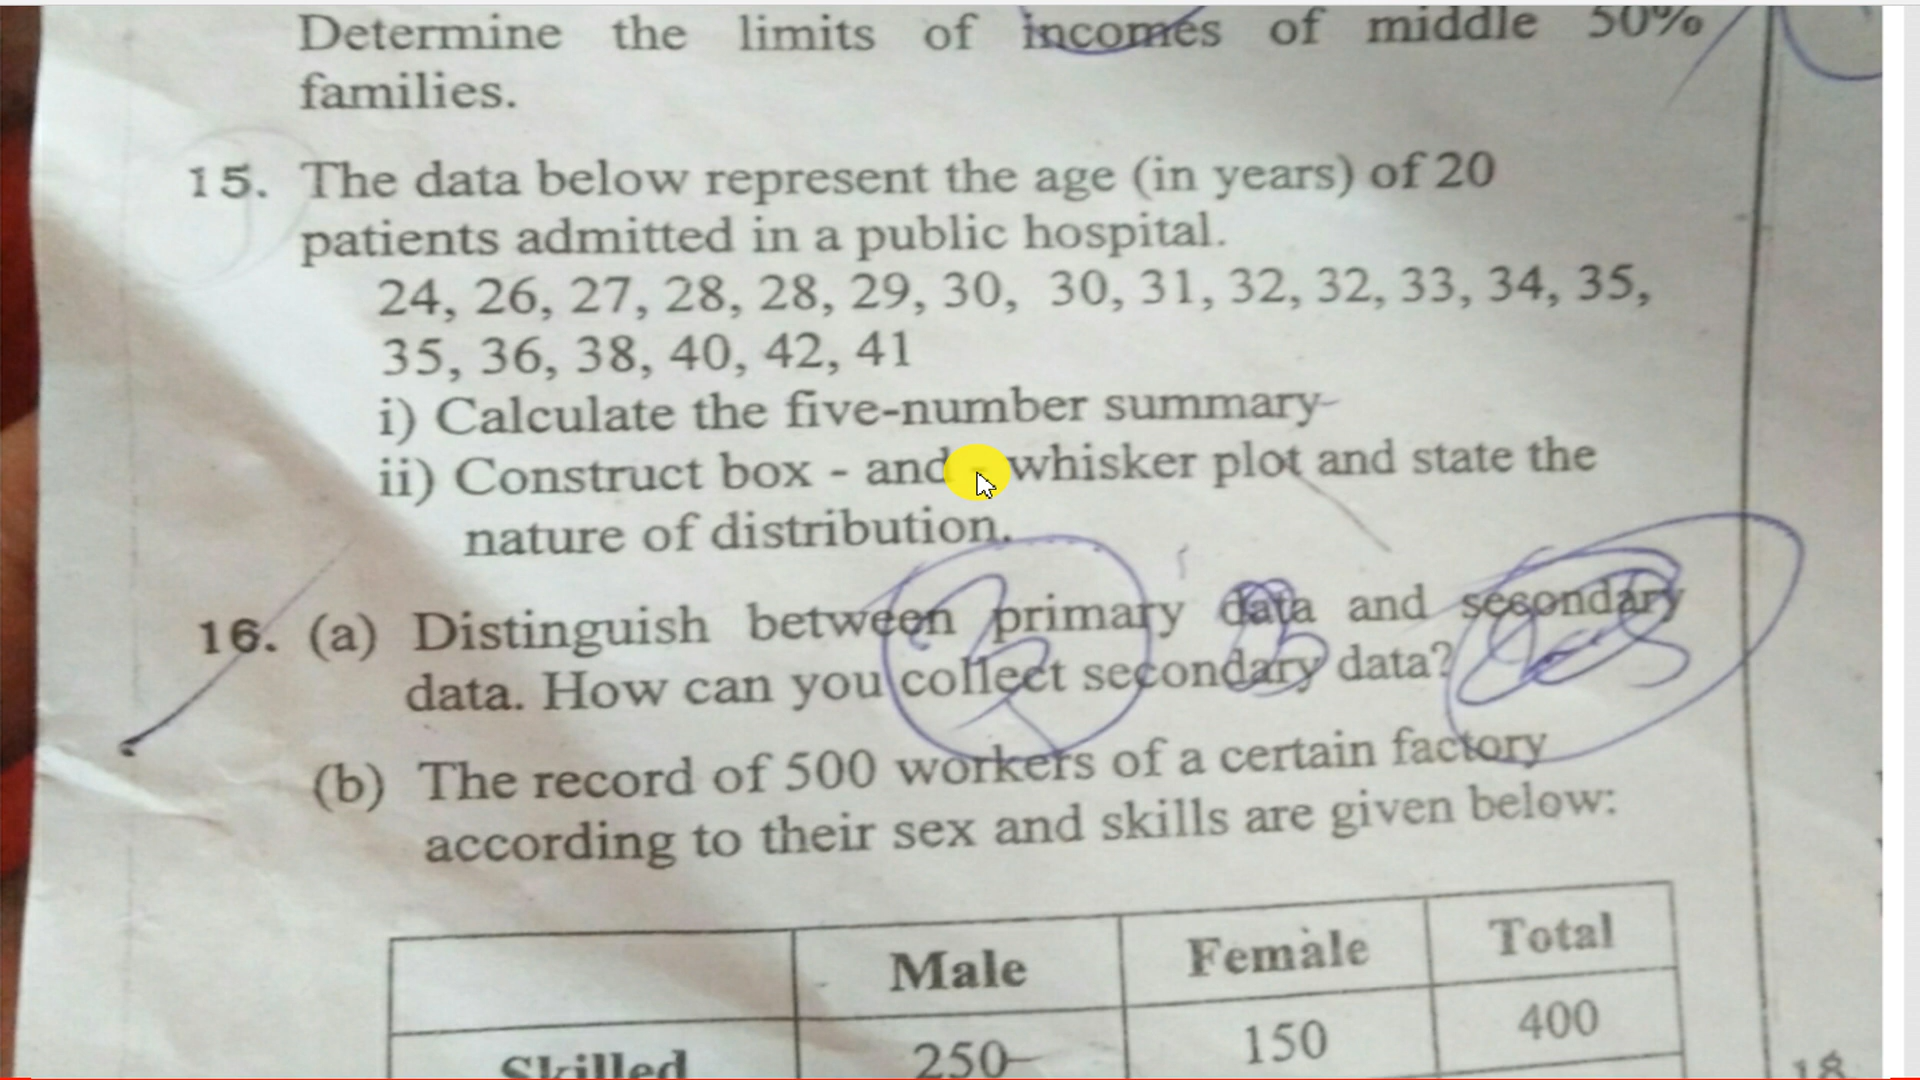 Determine the limits of incomes of middle 50%
families.
15. The data below represent the age (in years) of 20
patients admitted in a public hospital.
24, 26, 27, 28, 28, 29, 30, 30, 31, 32, 32, 33, 34, 35,
35, 36, 38, 40, 42, 41
i) Calculate the five-number summary
ii) Construct box - and - whisker plot and state the
nature of distribution.
16. (a) Distinguish between primary data and secondary
data. How can you collect secondary data?
(b) The record of 500 workers of a certain factory
according to their sex and skills are given below:
Male Female Total
Skilled 250 150 400
18